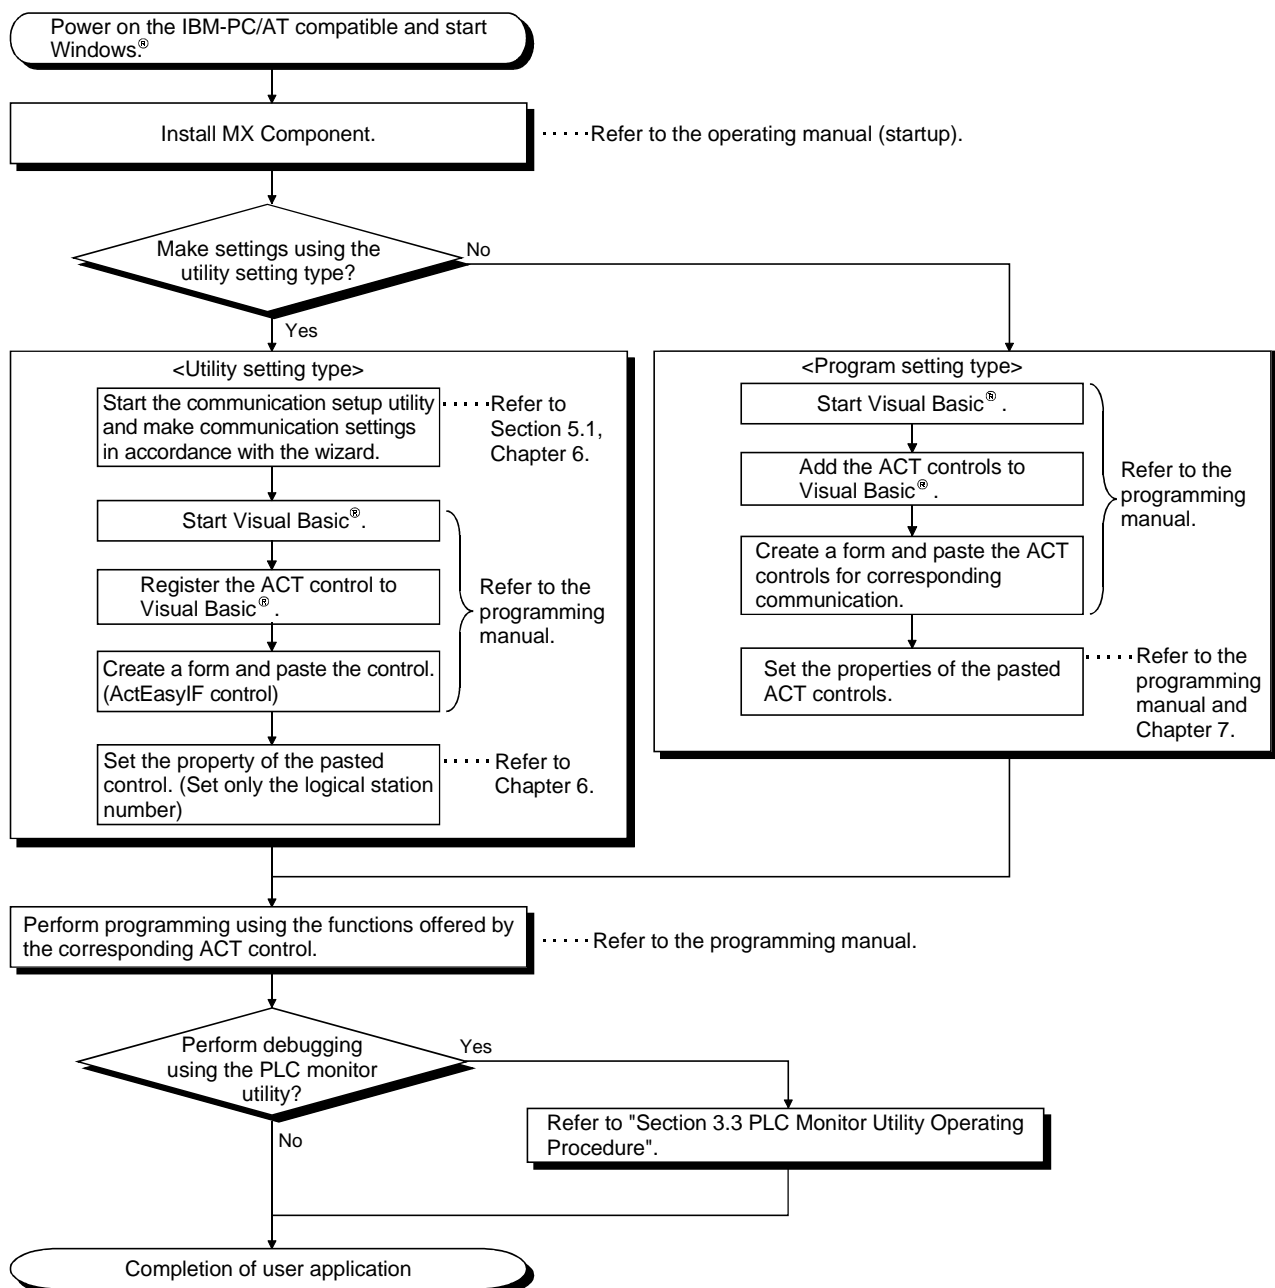 Power on the IBM-PC/AT compatible and start
Windows®.
Install MX Component.
·····Refer to the operating manual (startup).
Make settings using the
utility setting type?
No
Yes
<Utility setting type>
Start the communication setup utility
and make communication settings
in accordance with the wizard.
·····Refer to
Section 5.1,
Chapter 6.
Start Visual Basic®.
Register the ACT control to
Visual Basic® .
Create a form and paste the control.
(ActEasyIF control)
Refer to the
programming
manual.
Set the property of the pasted
control. (Set only the logical station
number)
·····Refer to
Chapter 6.
<Program setting type>
Start Visual Basic® .
Add the ACT controls to
Visual Basic® .
Create a form and paste the ACT
controls for corresponding
communication.
Refer to the
programming
manual.
Set the properties of the pasted
ACT controls.
·····Refer to the
programming
manual and
Chapter 7.
Perform programming using the functions offered by
the corresponding ACT control.
·····Refer to the programming manual.
Perform debugging
using the PLC monitor
utility?
Yes
No
Refer to "Section 3.3 PLC Monitor Utility Operating
Procedure".
Completion of user application